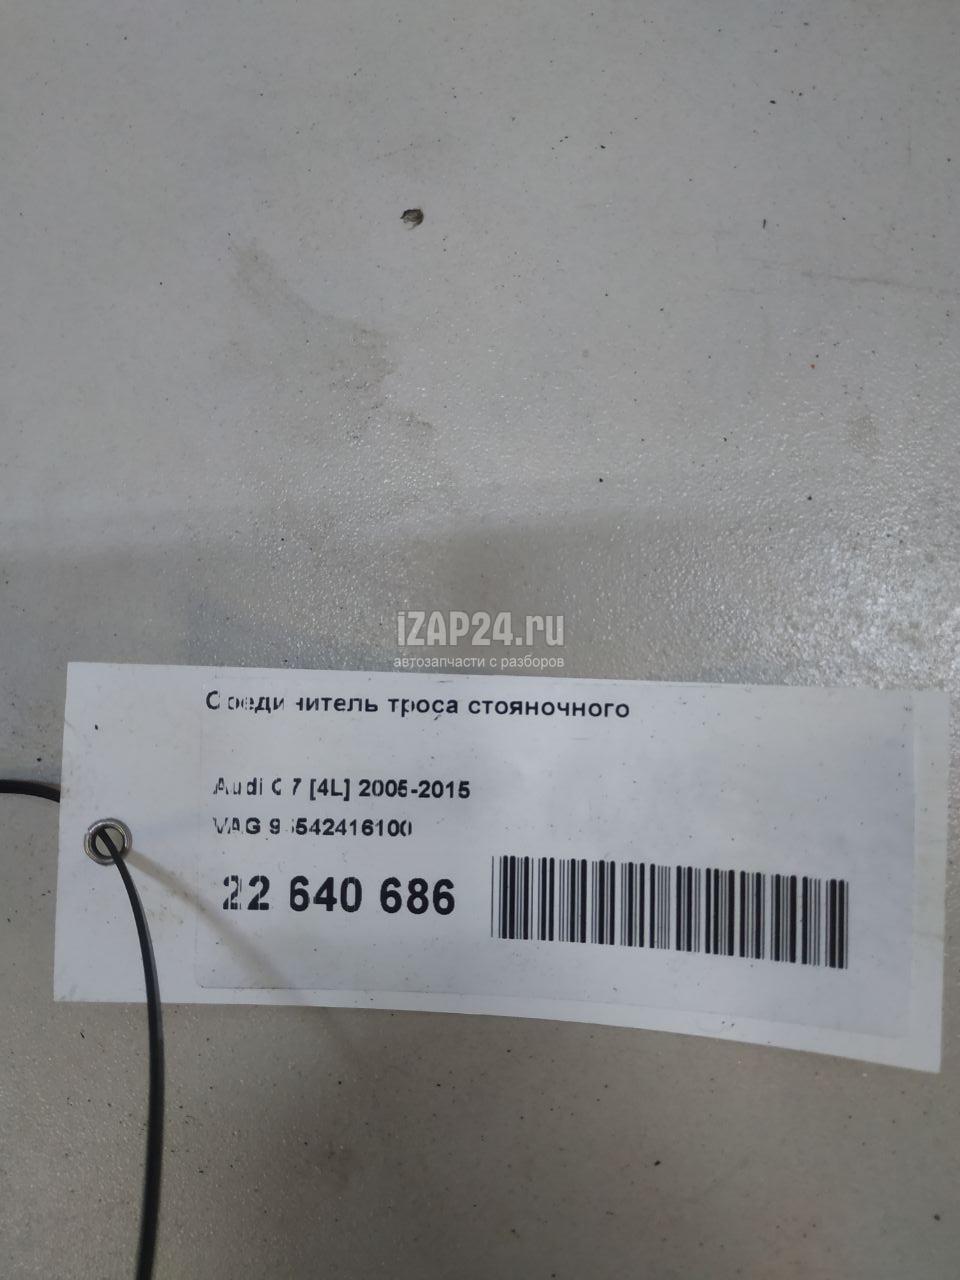 iZAP24.ru
автозапчасти с разборов
Соединитель троса стояночного
Audi Q7 [4L] 2005-2015
VAG 95542416100
22 640 686